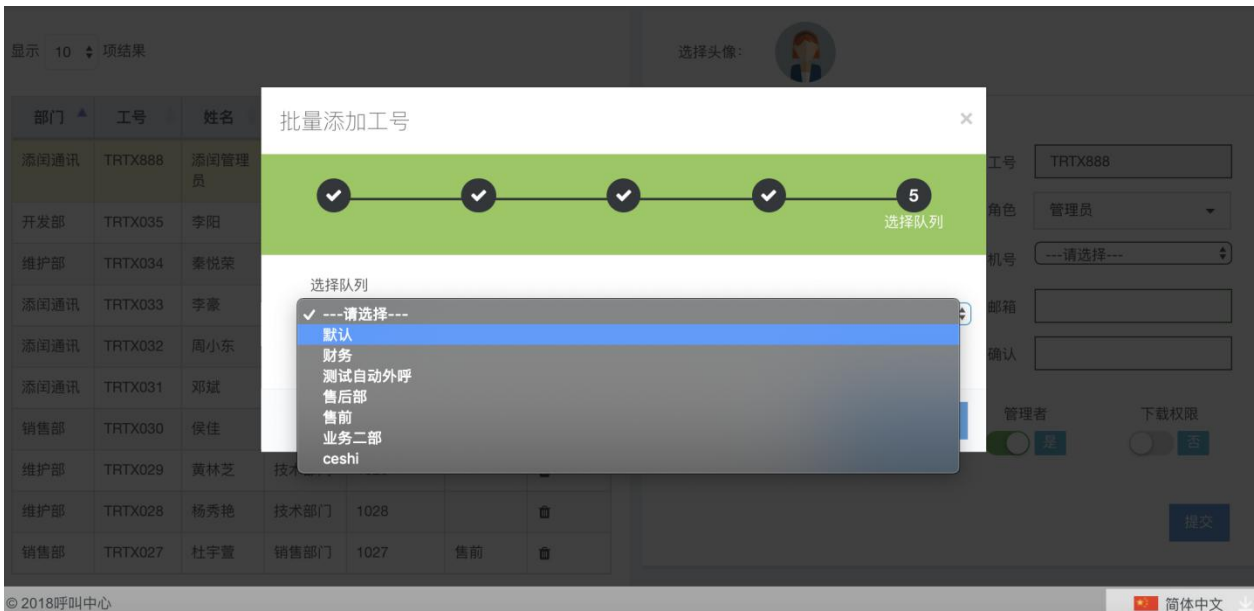 显示 10 项结果
选择头像:
部门 工号 姓名
批量添加工号
×
添闰通讯 TRTX888 添闰管理员
工号 TRTX888
5
选择队列
开发部 TRTX035 李阳
角色 管理员
维护部 TRTX034 秦悦荣
机号 ---请选择---
选择队列
添闰通讯 TRTX033 李豪
✓ ---请选择---
邮箱
默认
添闰通讯 TRTX032 周小东
财务
确认
测试自动外呼
添闰通讯 TRTX031 邓斌
售后部
售前
管理者 下载权限
销售部 TRTX030 侯佳
业务二部
是 否
ceshi
维护部 TRTX029 黄林芝
维护部 TRTX028 杨秀艳 技术部门 1028
提交
销售部 TRTX027 杜宇萱 销售部门 1027 售前
© 2018呼叫中心
简体中文